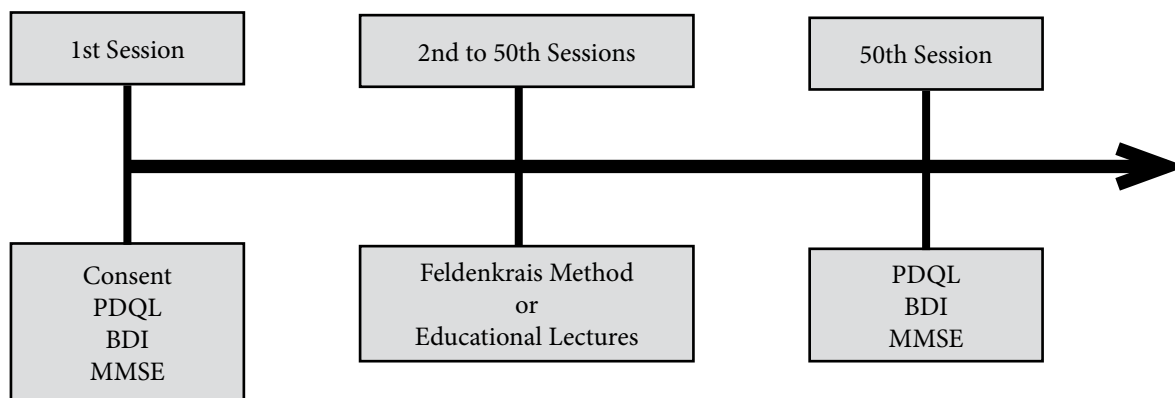 1st Session
2nd to 50th Sessions
50th Session
Consent
PDQL
BDI
MMSE
Feldenkrais Method
or
Educational Lectures
PDQL
BDI
MMSE